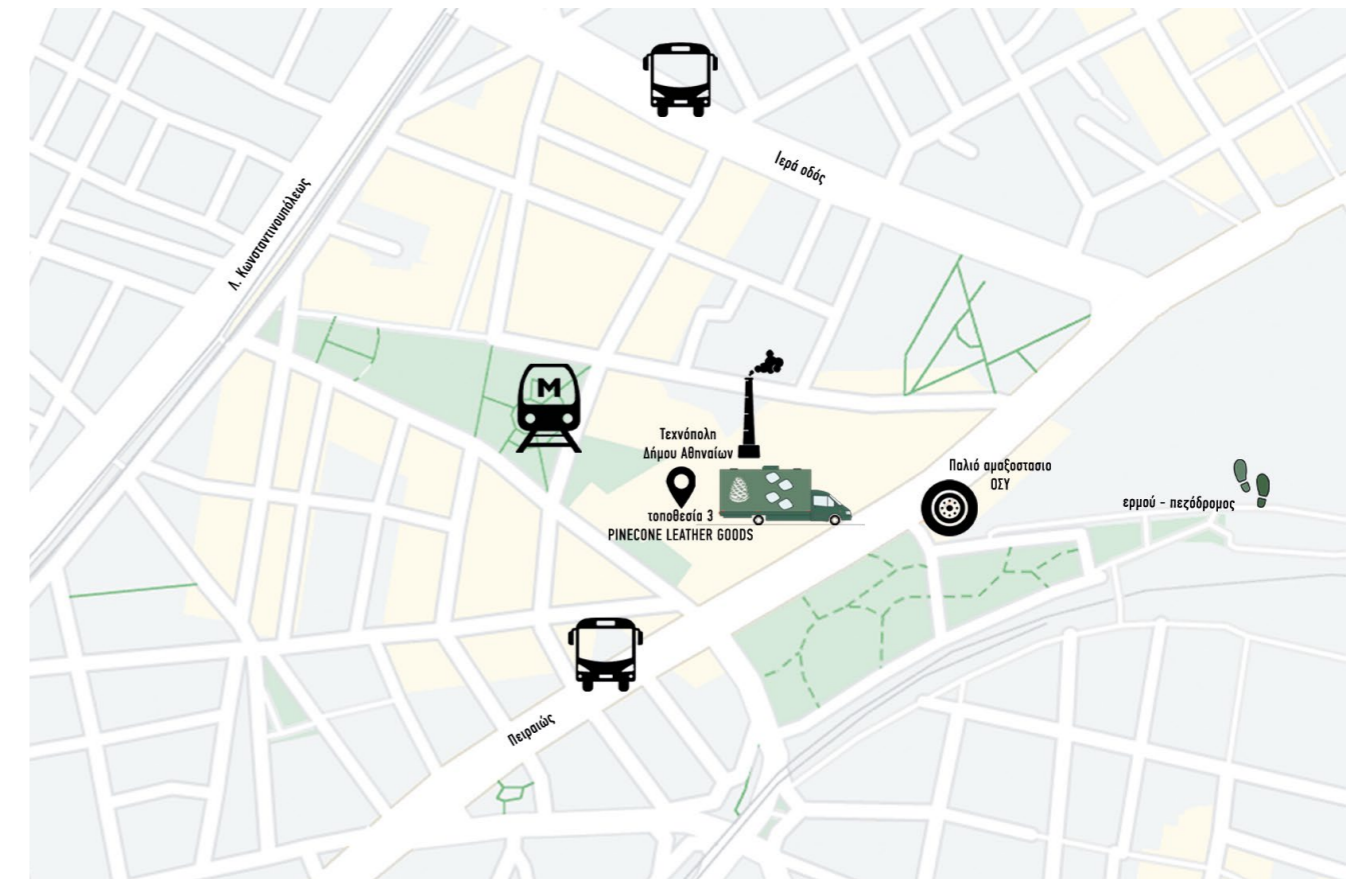 Ιερά οδός
Λ. Κωνσταντινουπόλεως
M
Τεχνόπολη
Δήμου Αθηναίων
τοποθεσία 3
PINECONE LEATHER GOODS
Παλιό αμαξοστασιο
ΟΣΥ
ερμού - πεζόδρομος
Πειραιώς